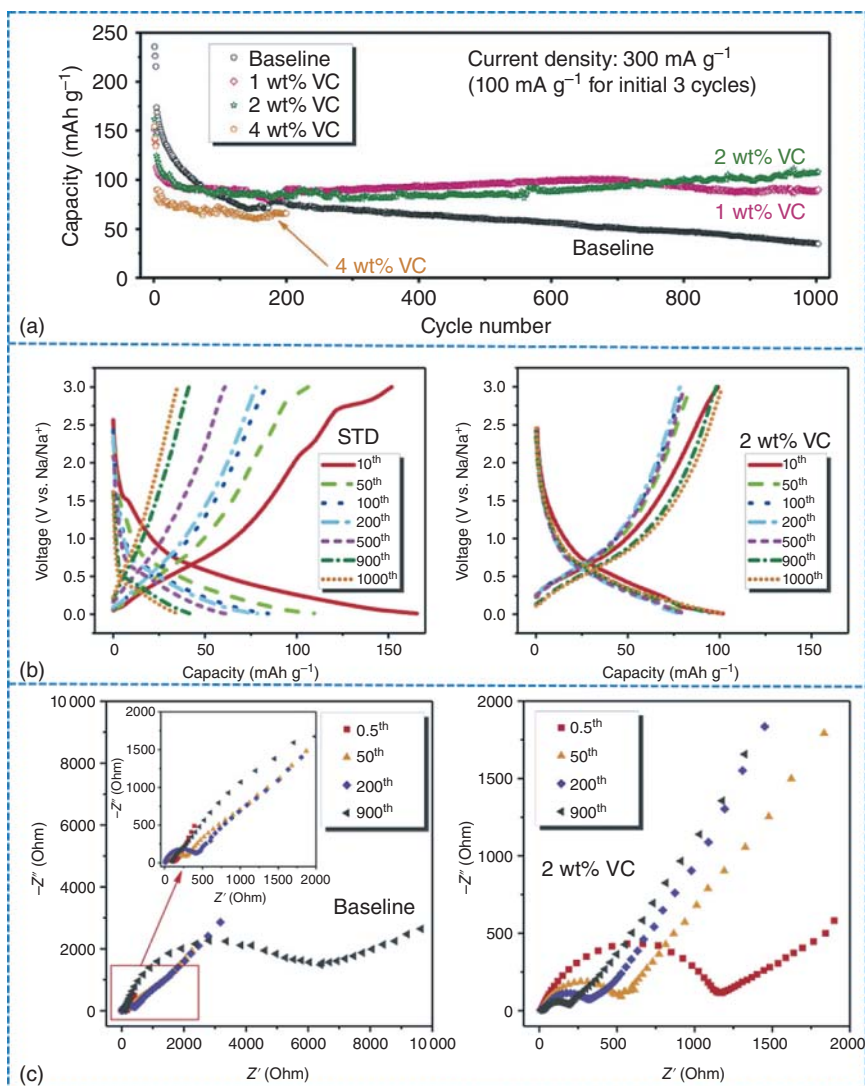 250
200
150
100
50
0
Capacity (mAh g⁻¹)
Baseline
1 wt% VC
2 wt% VC
4 wt% VC
Current density: 300 mA g⁻¹
(100 mA g⁻¹ for initial 3 cycles)
2 wt% VC
1 wt% VC
Baseline
4 wt% VC
0 200 400 600 800 1000
Cycle number
(a)
3.0
2.5
2.0
1.5
1.0
0.5
0.0
Voltage (V vs. Na/Na⁺)
STD
10th
50th
100th
200th
500th
900th
1000th
0 50 100 150
Capacity (mAh g⁻¹)
3.0
2.5
2.0
1.5
1.0
0.5
0.0
Voltage (V vs. Na/Na⁺)
2 wt% VC
10th
50th
100th
200th
500th
900th
1000th
0 50 100 150
Capacity (mAh g⁻¹)
(b)
10 000
8000
6000
4000
2000
0
−Z″ (Ohm)
2000
1500
1000
500
0
−Z″ (Ohm)
0 500 1000 1500 2000
Z′ (Ohm)
0.5th
50th
200th
900th
Baseline
0 2000 4000 6000 8000 10 000
Z′ (Ohm)
2000
1500
1000
500
0
−Z″ (Ohm)
0.5th
50th
200th
900th
2 wt% VC
0 500 1000 1500 2000
Z′ (Ohm)
(c)